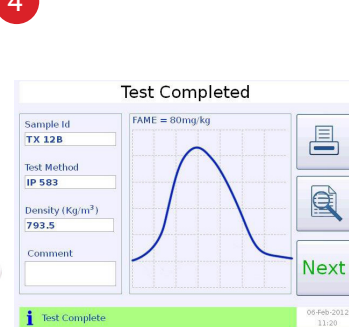 4
Test Completed
Sample Id
TX 12B
Test Method
IP 583
Density (Kg/m³)
793.5
Comment
FAME = 80mg/kg
Next
i Test Complete
06-Feb-2012
11:20